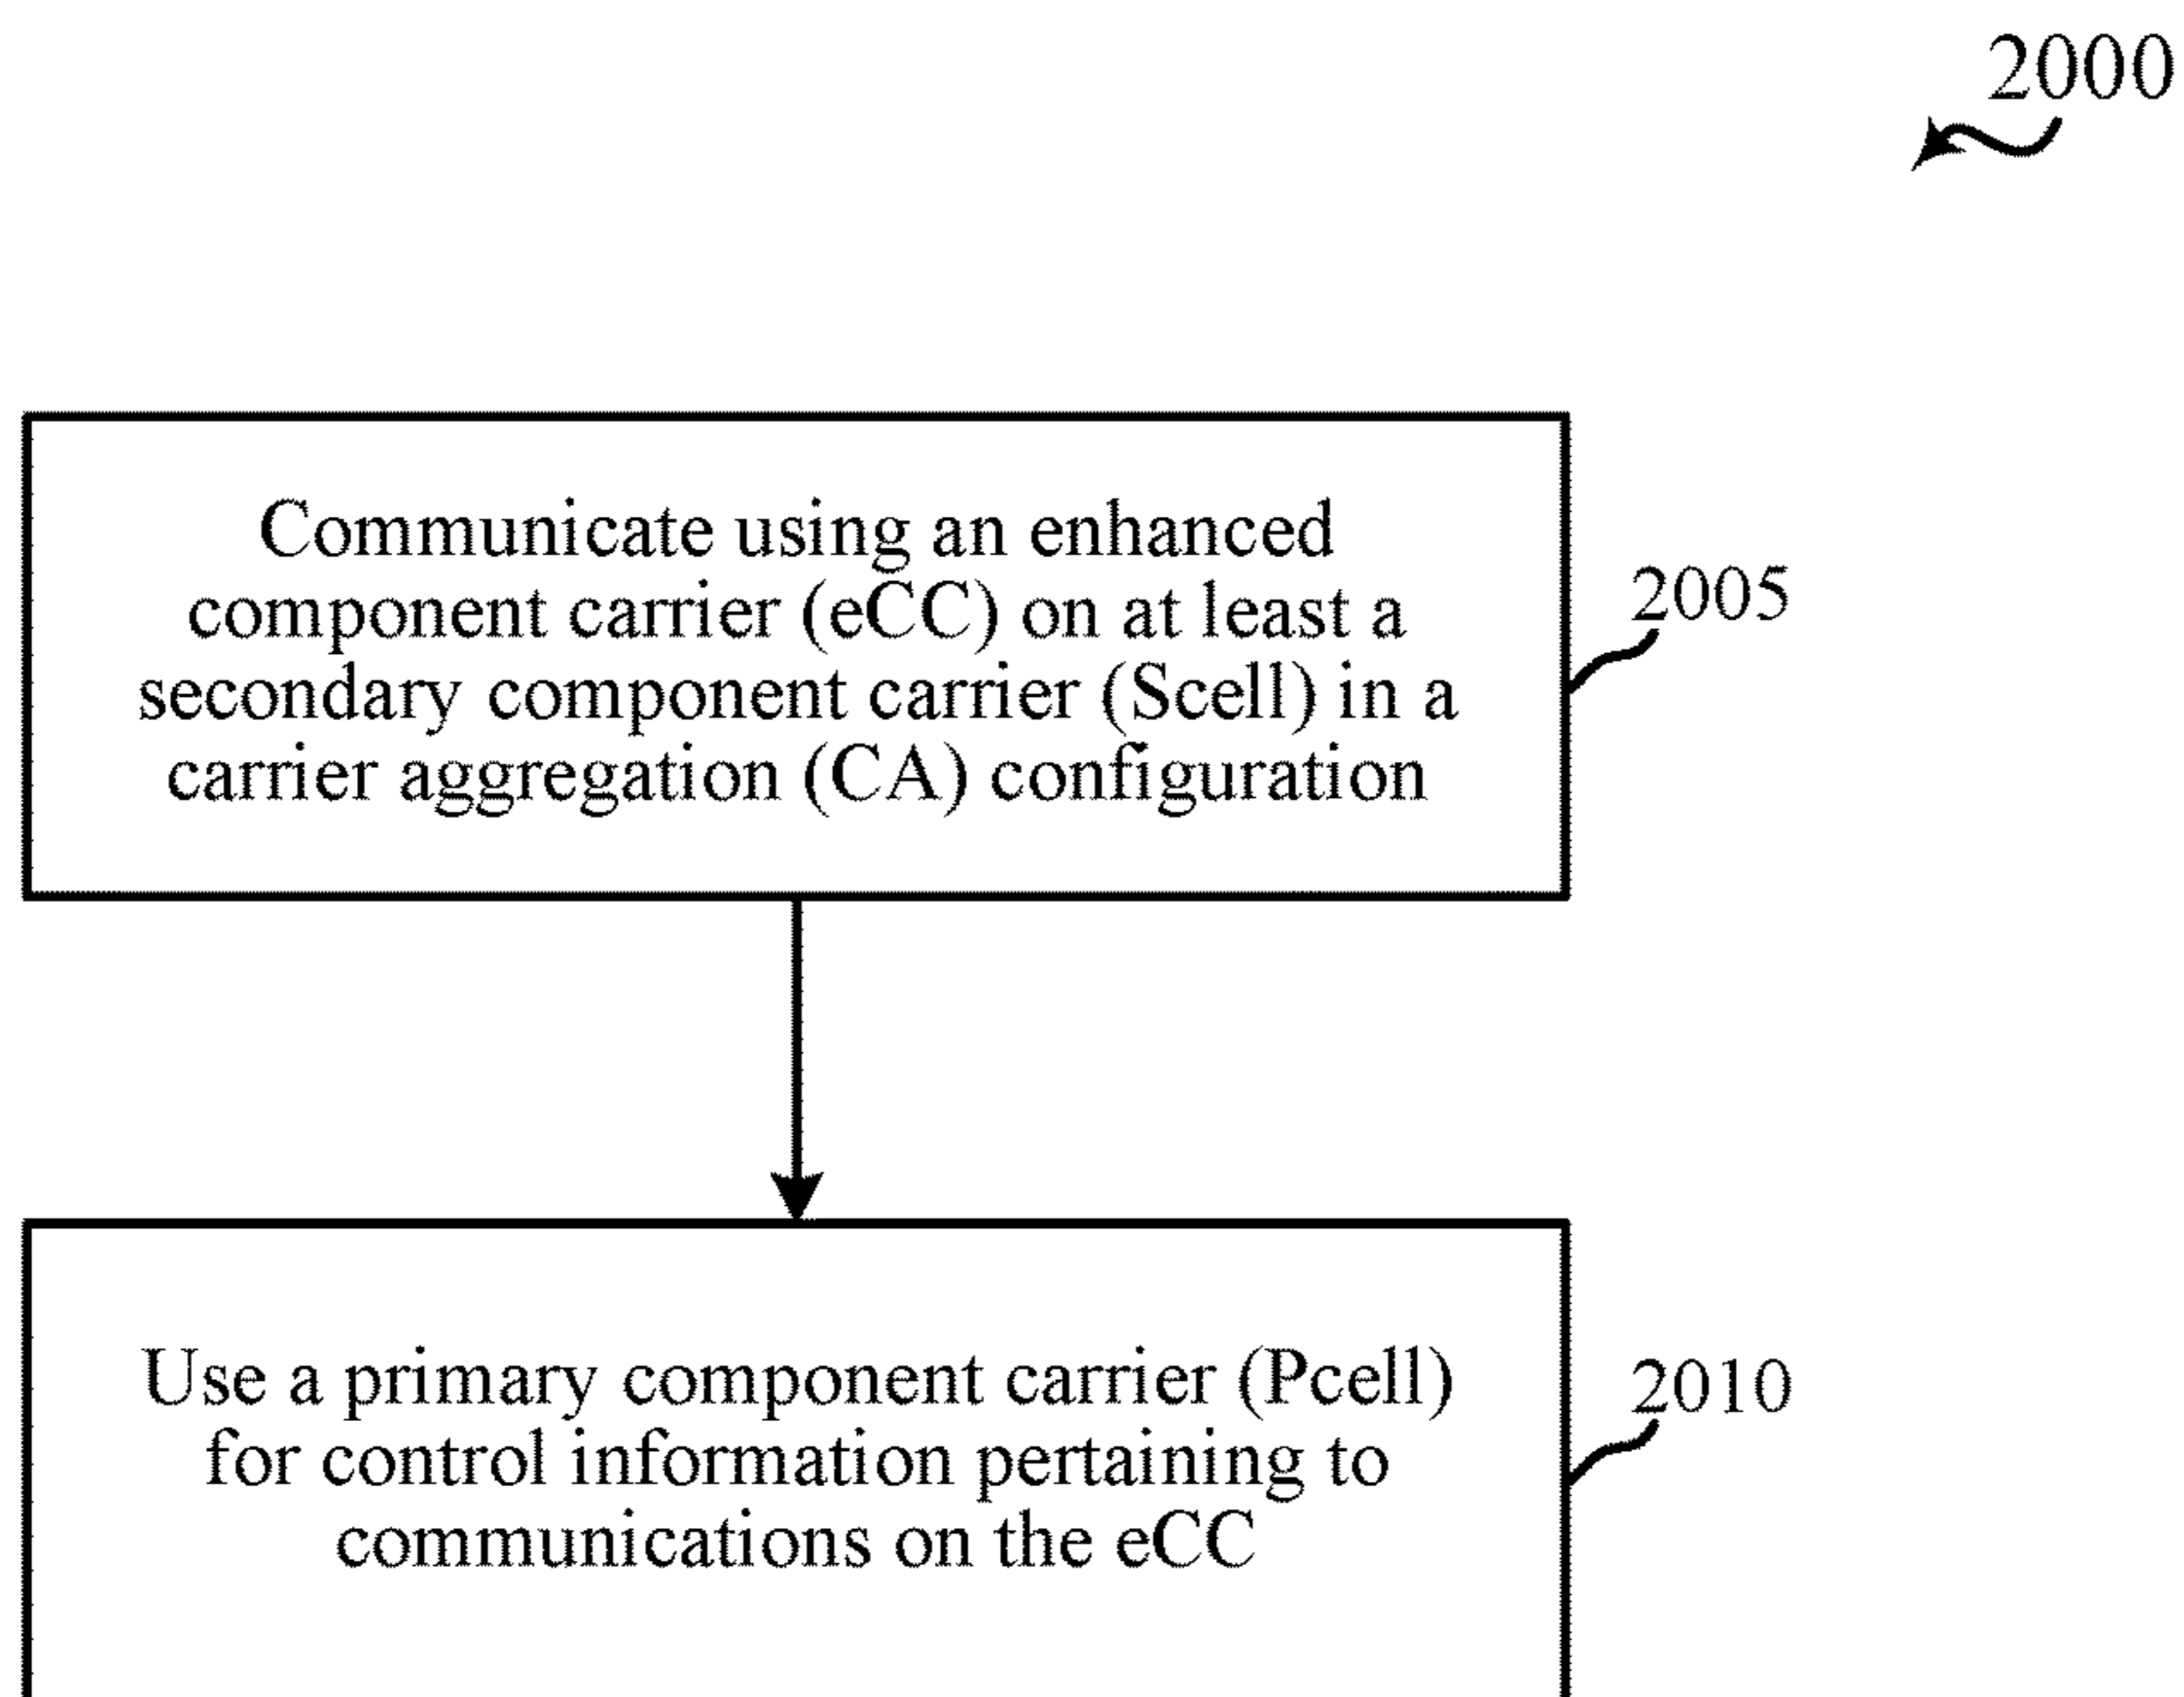 2000
Communicate using an enhanced
component carrier (eCC) on at least a
secondary component carrier (Scell) in a
carrier aggregation (CA) configuration
2005
Use a primary component carrier (Pcell)
for control information pertaining to
communications on the eCC
2010